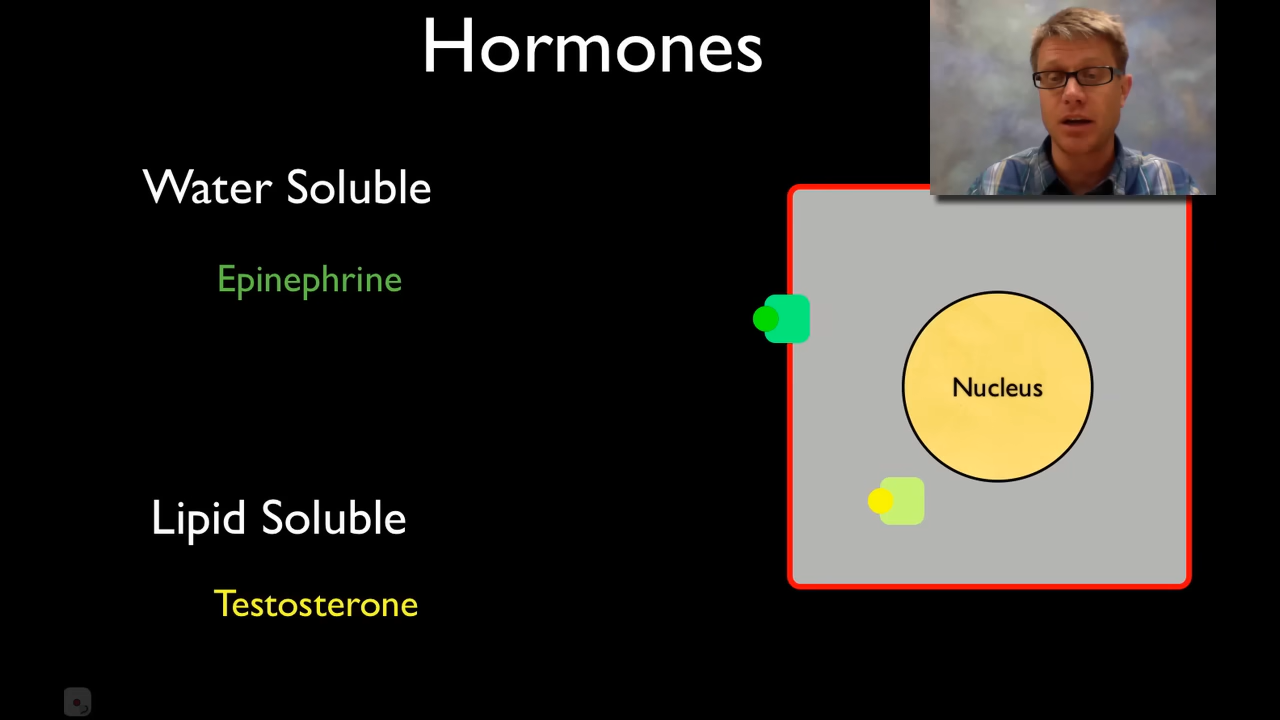 Hormones
Water Soluble
Epinephrine
Nucleus
Lipid Soluble
Testosterone